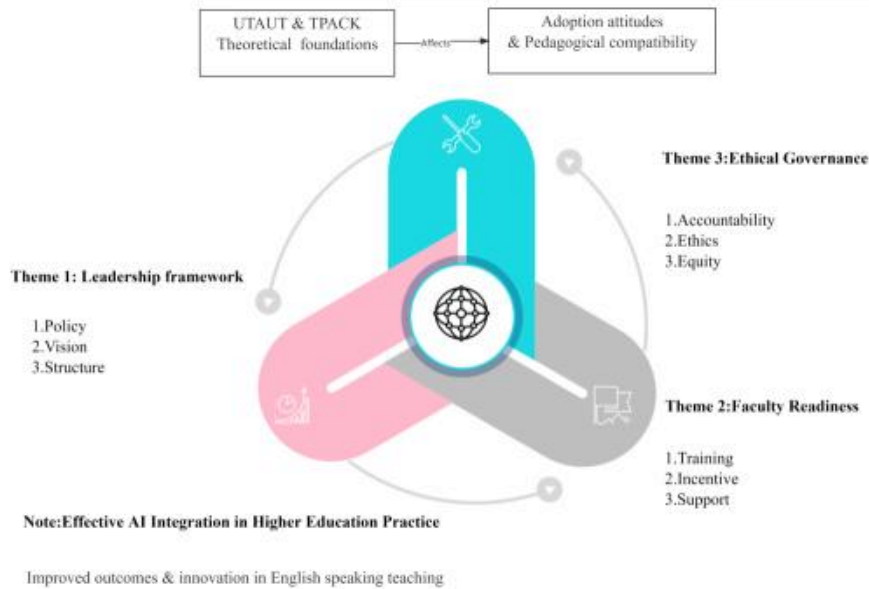 UTAUT & TPACK
Theoretical foundations
Affects
Adoption attitudes
& Pedagogical compatibility
Theme 3:Ethical Governance
1.Accountability
2.Ethics
3.Equity
Theme 1: Leadership framework
1.Policy
2.Vision
3.Structure
Theme 2:Faculty Readiness
1.Training
2.Incentive
3.Support
Note:Effective AI Integration in Higher Education Practice
Improved outcomes & innovation in English speaking teaching